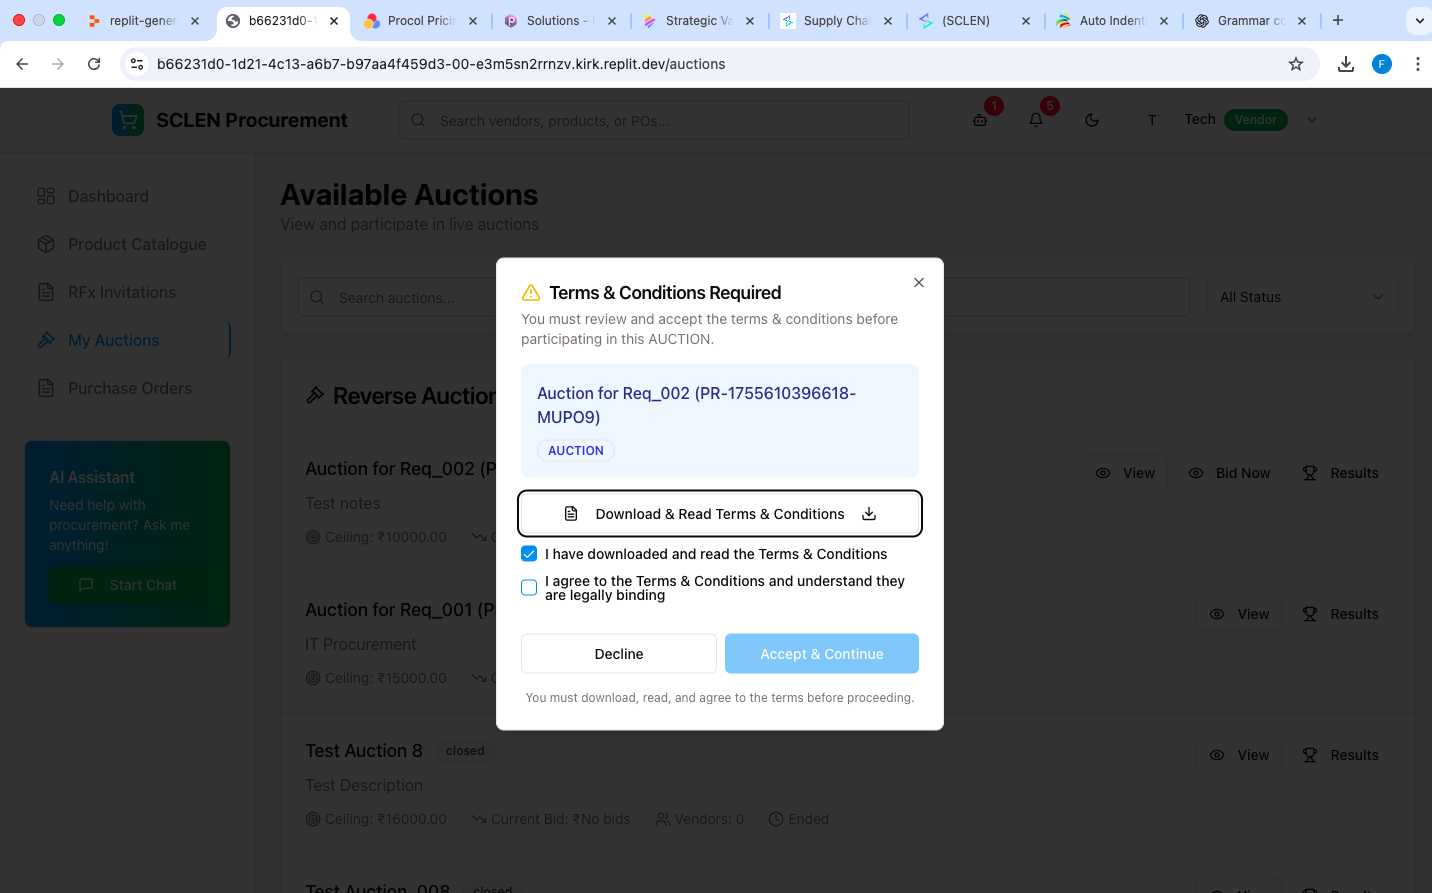 replit-gener
b66231d0-1
Procol Pricin
Solutions -
Strategic Va
Supply Chai
(SCLEN)
Auto Indent
Grammar co
b66231d0-1d21-4c13-a6b7-b97aa4f459d3-00-e3m5sn2rrnzv.kirk.replit.dev/auctions
F
SCLEN Procurement
Search vendors, products, or POs...
1
5
T
Tech
Vendor
Dashboard
Product Catalogue
RFx Invitations
My Auctions
Purchase Orders
AI Assistant
Need help with
procurement? Ask me
anything!
Start Chat
Available Auctions
View and participate in live auctions
Search auctions...
All Status
Reverse Auction
Auction for Req_002 (P
Test notes
Ceiling: ₹10000.00
View
Bid Now
Results
Auction for Req_001 (P
IT Procurement
Ceiling: ₹15000.00
View
Results
Test Auction 8
closed
Test Description
Ceiling: ₹16000.00
Current Bid: ₹No bids
Vendors: 0
Ended
View
Results
Test Auction 008
closed
View
Results
Terms & Conditions Required
You must review and accept the terms & conditions before
participating in this AUCTION.
Auction for Req_002 (PR-1755610396618-
MUPO9)
AUCTION
Download & Read Terms & Conditions
I have downloaded and read the Terms & Conditions
I agree to the Terms & Conditions and understand they
are legally binding
Decline
Accept & Continue
You must download, read, and agree to the terms before proceeding.